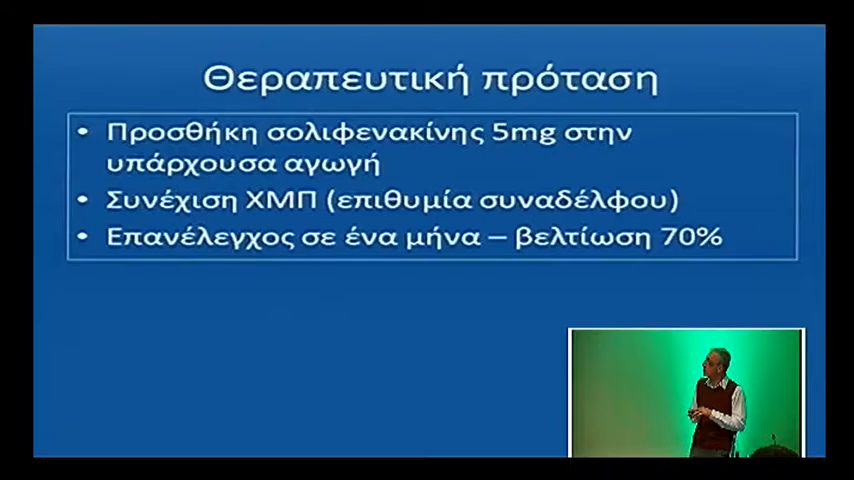 Θεραπευτική πρόταση
• Προσθήκη σολιφενακίνης 5mg στην
υπάρχουσα αγωγή
• Συνέχιση ΧΜΠ (επιθυμία συναδέλφου)
• Επανέλεγχος σε ένα μήνα – βελτίωση 70%